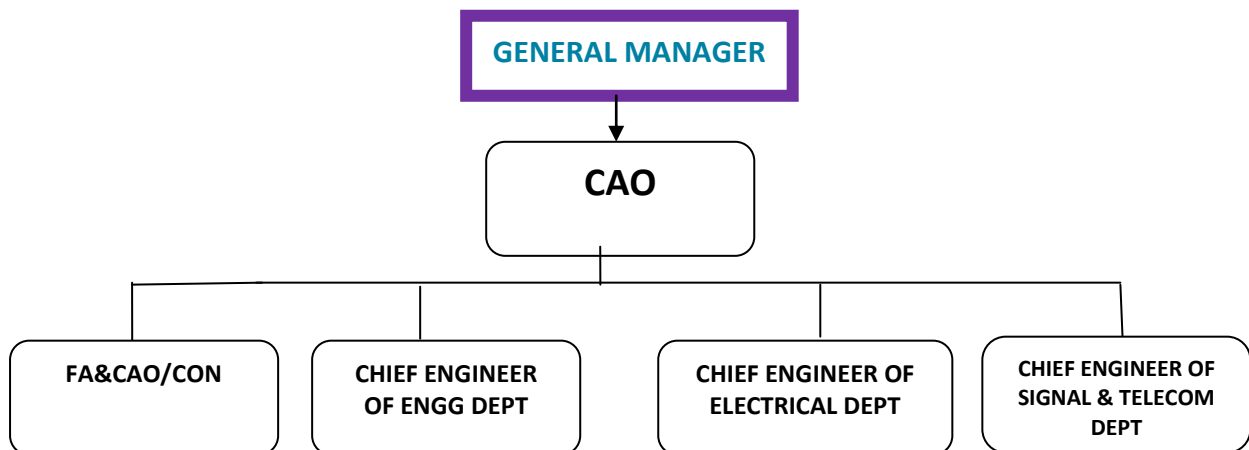 GENERAL MANAGER
CAO
FA&CAO/CON
CHIEF ENGINEER
OF ENGG DEPT
CHIEF ENGINEER OF
ELECTRICAL DEPT
CHIEF ENGINEER OF
SIGNAL & TELECOM
DEPT